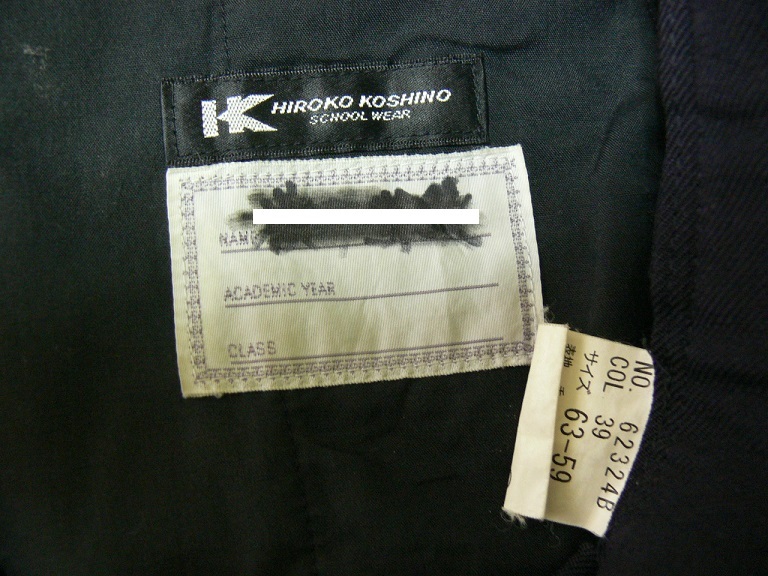 HK HIROKO KOSHINO
SCHOOL WEAR
NAME
ACADEMIC YEAR
CLASS
NO. 62324B
COL 39
サイズ 63-59